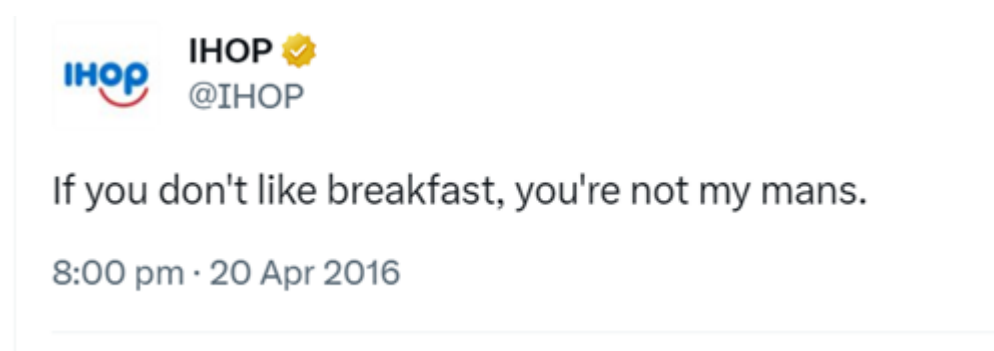 IHOP
IHOP
@IHOP
If you don't like breakfast, you're not my mans.
8:00 pm · 20 Apr 2016